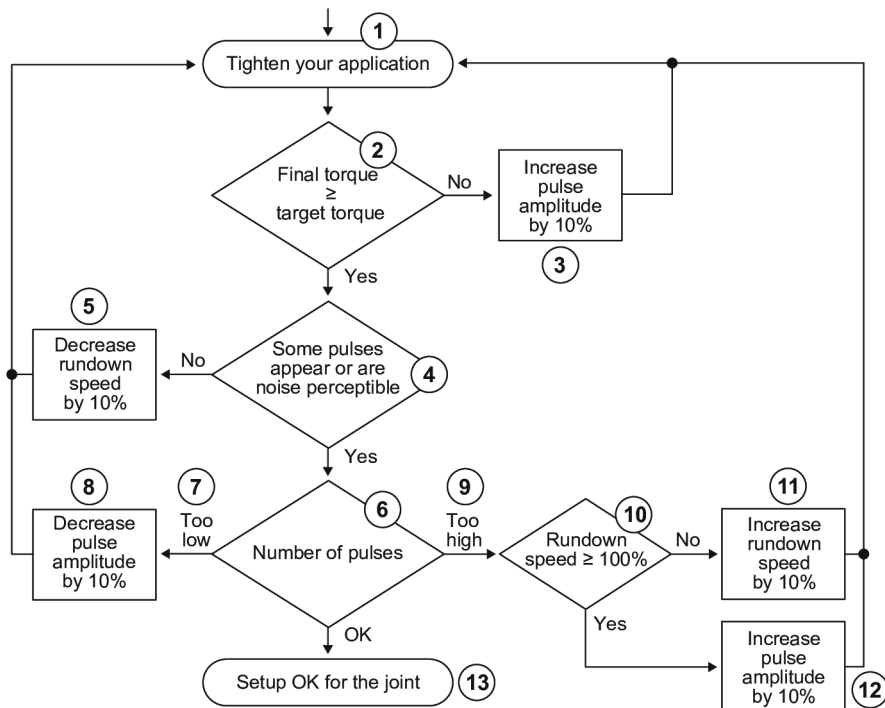 1
Tighten your application
2
Final torque
≥
target torque
No
Increase
pulse
amplitude
by 10%
3
Yes
5
Decrease
rundown
speed
by 10%
No
Some pulses
appear or are
noise perceptible
4
Yes
8
Decrease
pulse
amplitude
by 10%
7
Too
low
6
Number of pulses
9
Too
high
10
Rundown
speed ≥ 100%
No
11
Increase
rundown
speed
by 10%
Yes
Increase
pulse
amplitude
by 10%
12
OK
Setup OK for the joint
13